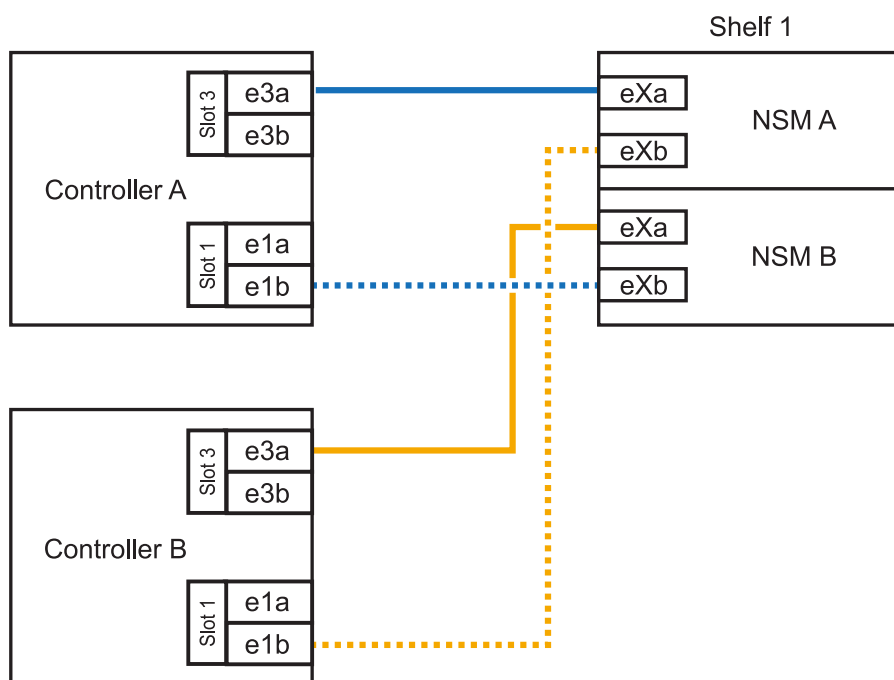 Shelf 1
Controller A
Slot 3
e3a
e3b
Slot 1
e1a
e1b
eXa
eXb
NSM A
eXa
eXb
NSM B
Controller B
Slot 3
e3a
e3b
Slot 1
e1a
e1b